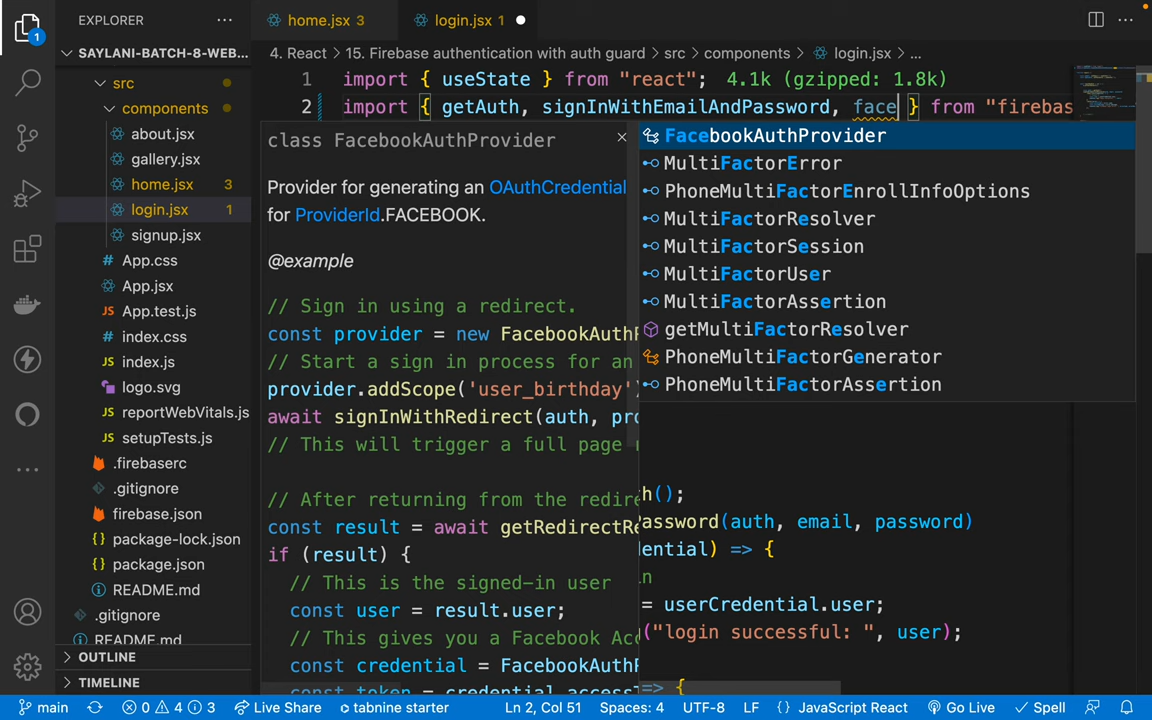 EXPLORER
home.jsx 3
login.jsx 1
SAYLANI-BATCH-8-WEB...
4. React > 15. Firebase authentication with auth guard > src > components > login.jsx > ...
src
components
about.jsx
gallery.jsx
home.jsx 3
login.jsx 1
signup.jsx
App.css
App.jsx
App.test.js
index.css
index.js
logo.svg
reportWebVitals.js
setupTests.js
.firebaserc
.gitignore
firebase.json
package-lock.json
package.json
README.md
.gitignore
README.md
OUTLINE
TIMELINE
1 import { useState } from "react"; 4.1k (gzipped: 1.8k)
2 import { getAuth, signInWithEmailAndPassword, face } from "firebas
class FacebookAuthProvider
Provider for generating an OAuthCredential
for ProviderId.FACEBOOK.
@example
// Sign in using a redirect.
const provider = new FacebookAuthP
// Start a sign in process for an
provider.addScope('user_birthday')
await signInWithRedirect(auth, pro
// This will trigger a full page
// After returning from the redire
const result = await getRedirectRe
if (result) {
// This is the signed-in user
const user = result.user;
// This gives you a Facebook Acc
const credential = FacebookAuthP
const token = credential.access
FacebookAuthProvider
MultiFactorError
PhoneMultiFactorEnrollInfoOptions
MultiFactorResolver
MultiFactorSession
MultiFactorUser
MultiFactorAssertion
getMultiFactorResolver
PhoneMultiFactorGenerator
PhoneMultiFactorAssertion
h();
assword(auth, email, password)
dential) => {
n
= userCredential.user;
("login successful: ", user);
=> {
main
0 4 3
Live Share
tabnine starter
Ln 2, Col 51
Spaces: 4
UTF-8
LF
{} JavaScript React
Go Live
Spell
1